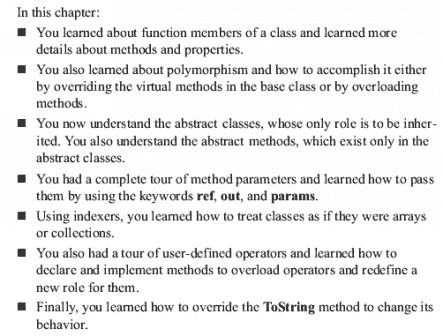 In this chapter:
■ You learned about function members of a class and learned more
details about methods and properties.
■ You also learned about polymorphism and how to accomplish it either
by overriding the virtual methods in the base class or by overloading
methods.
■ You now understand the abstract classes, whose only role is to be inher-
ited. You also understand the abstract methods, which exist only in the
abstract classes.
■ You had a complete tour of method parameters and learned how to pass
them by using the keywords ref, out, and params.
■ Using indexers, you learned how to treat classes as if they were arrays
or collections.
■ You also had a tour of user-defined operators and learned how to
declare and implement methods to overload operators and redefine a
new role for them.
■ Finally, you learned how to override the ToString method to change its
behavior.